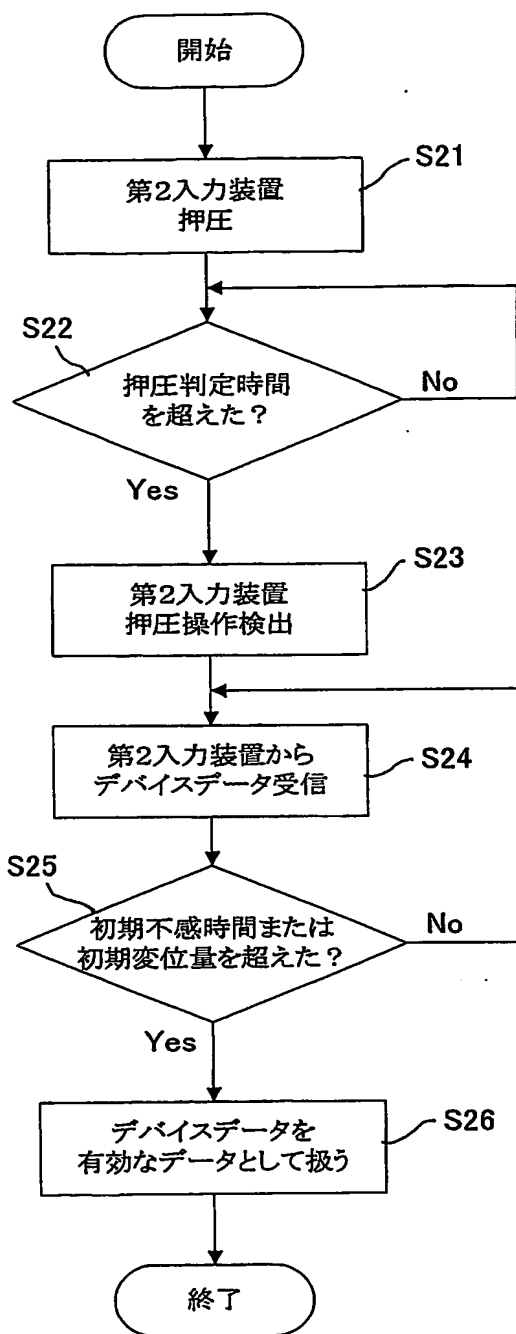 開始
S21
第2入力装置
押圧
S22
押圧判定時間
を超えた?
No
Yes
S23
第2入力装置
押圧操作検出
第2入力装置から
デバイスデータ受信
S24
S25
初期不感時間または
初期変位量を超えた?
No
Yes
デバイスデータを
有効なデータとして扱う
S26
終了